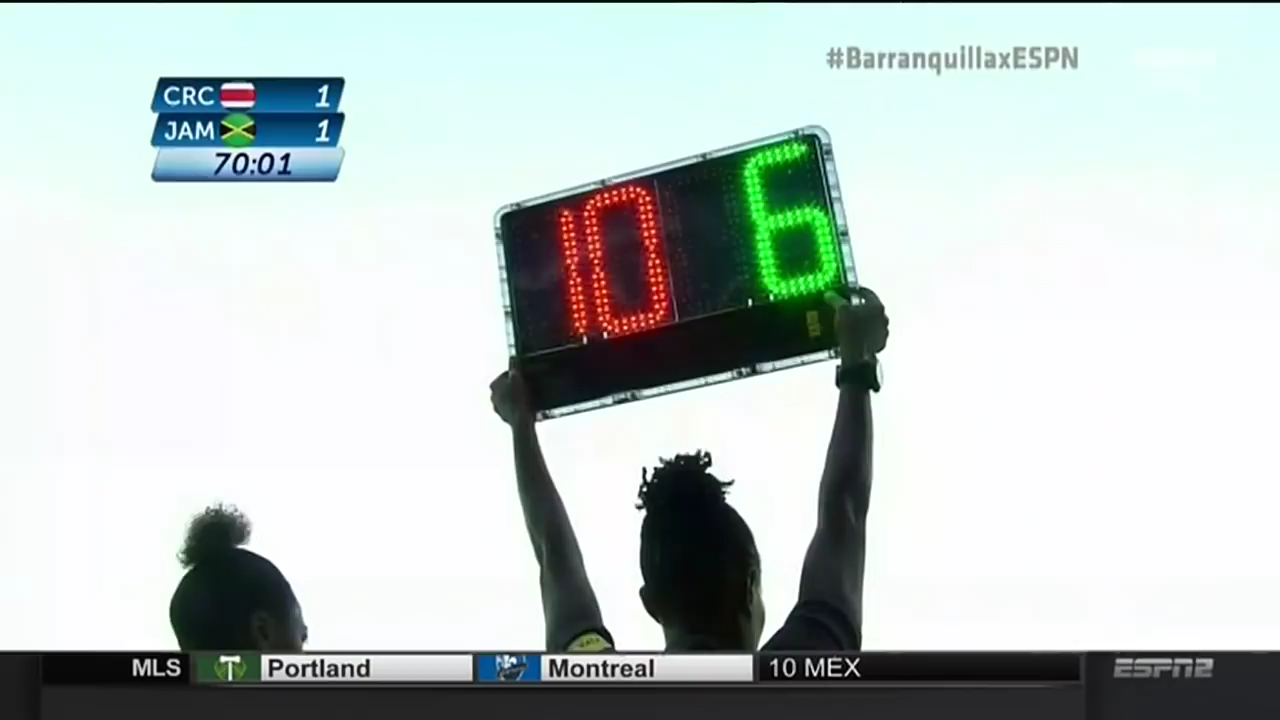 #BarranquillaxESPN
CRC 1
JAM 1
70:01
10 6
MLS Portland Montreal 10 MEX
ESPN2